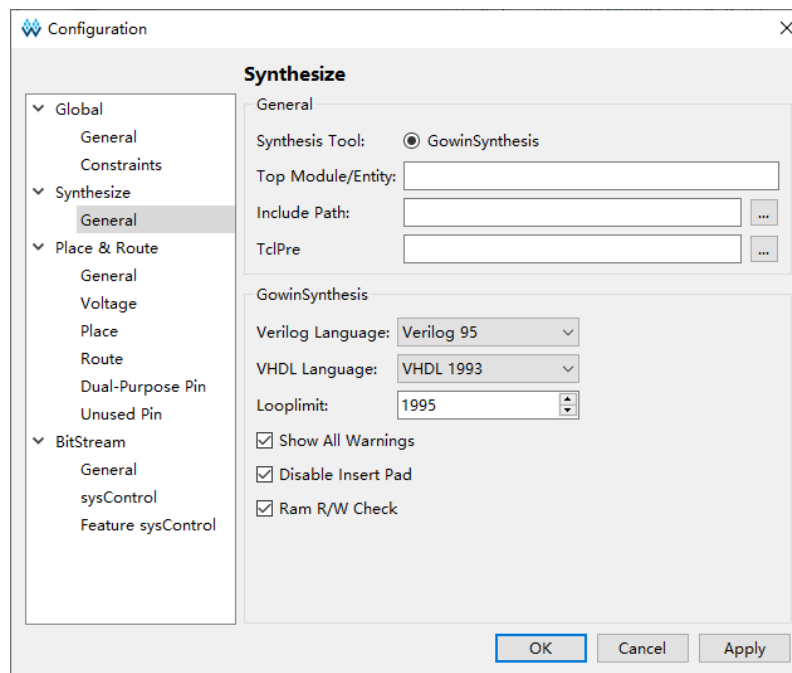 Configuration
Global
General
Constraints
Synthesize
General
Place & Route
General
Voltage
Place
Route
Dual-Purpose Pin
Unused Pin
BitStream
General
sysControl
Feature sysControl
Synthesize
General
Synthesis Tool: GowinSynthesis
Top Module/Entity:
Include Path: ...
TclPre ...
GowinSynthesis
Verilog Language: Verilog 95
VHDL Language: VHDL 1993
Looplimit: 1995
Show All Warnings
Disable Insert Pad
Ram R/W Check
OK Cancel Apply